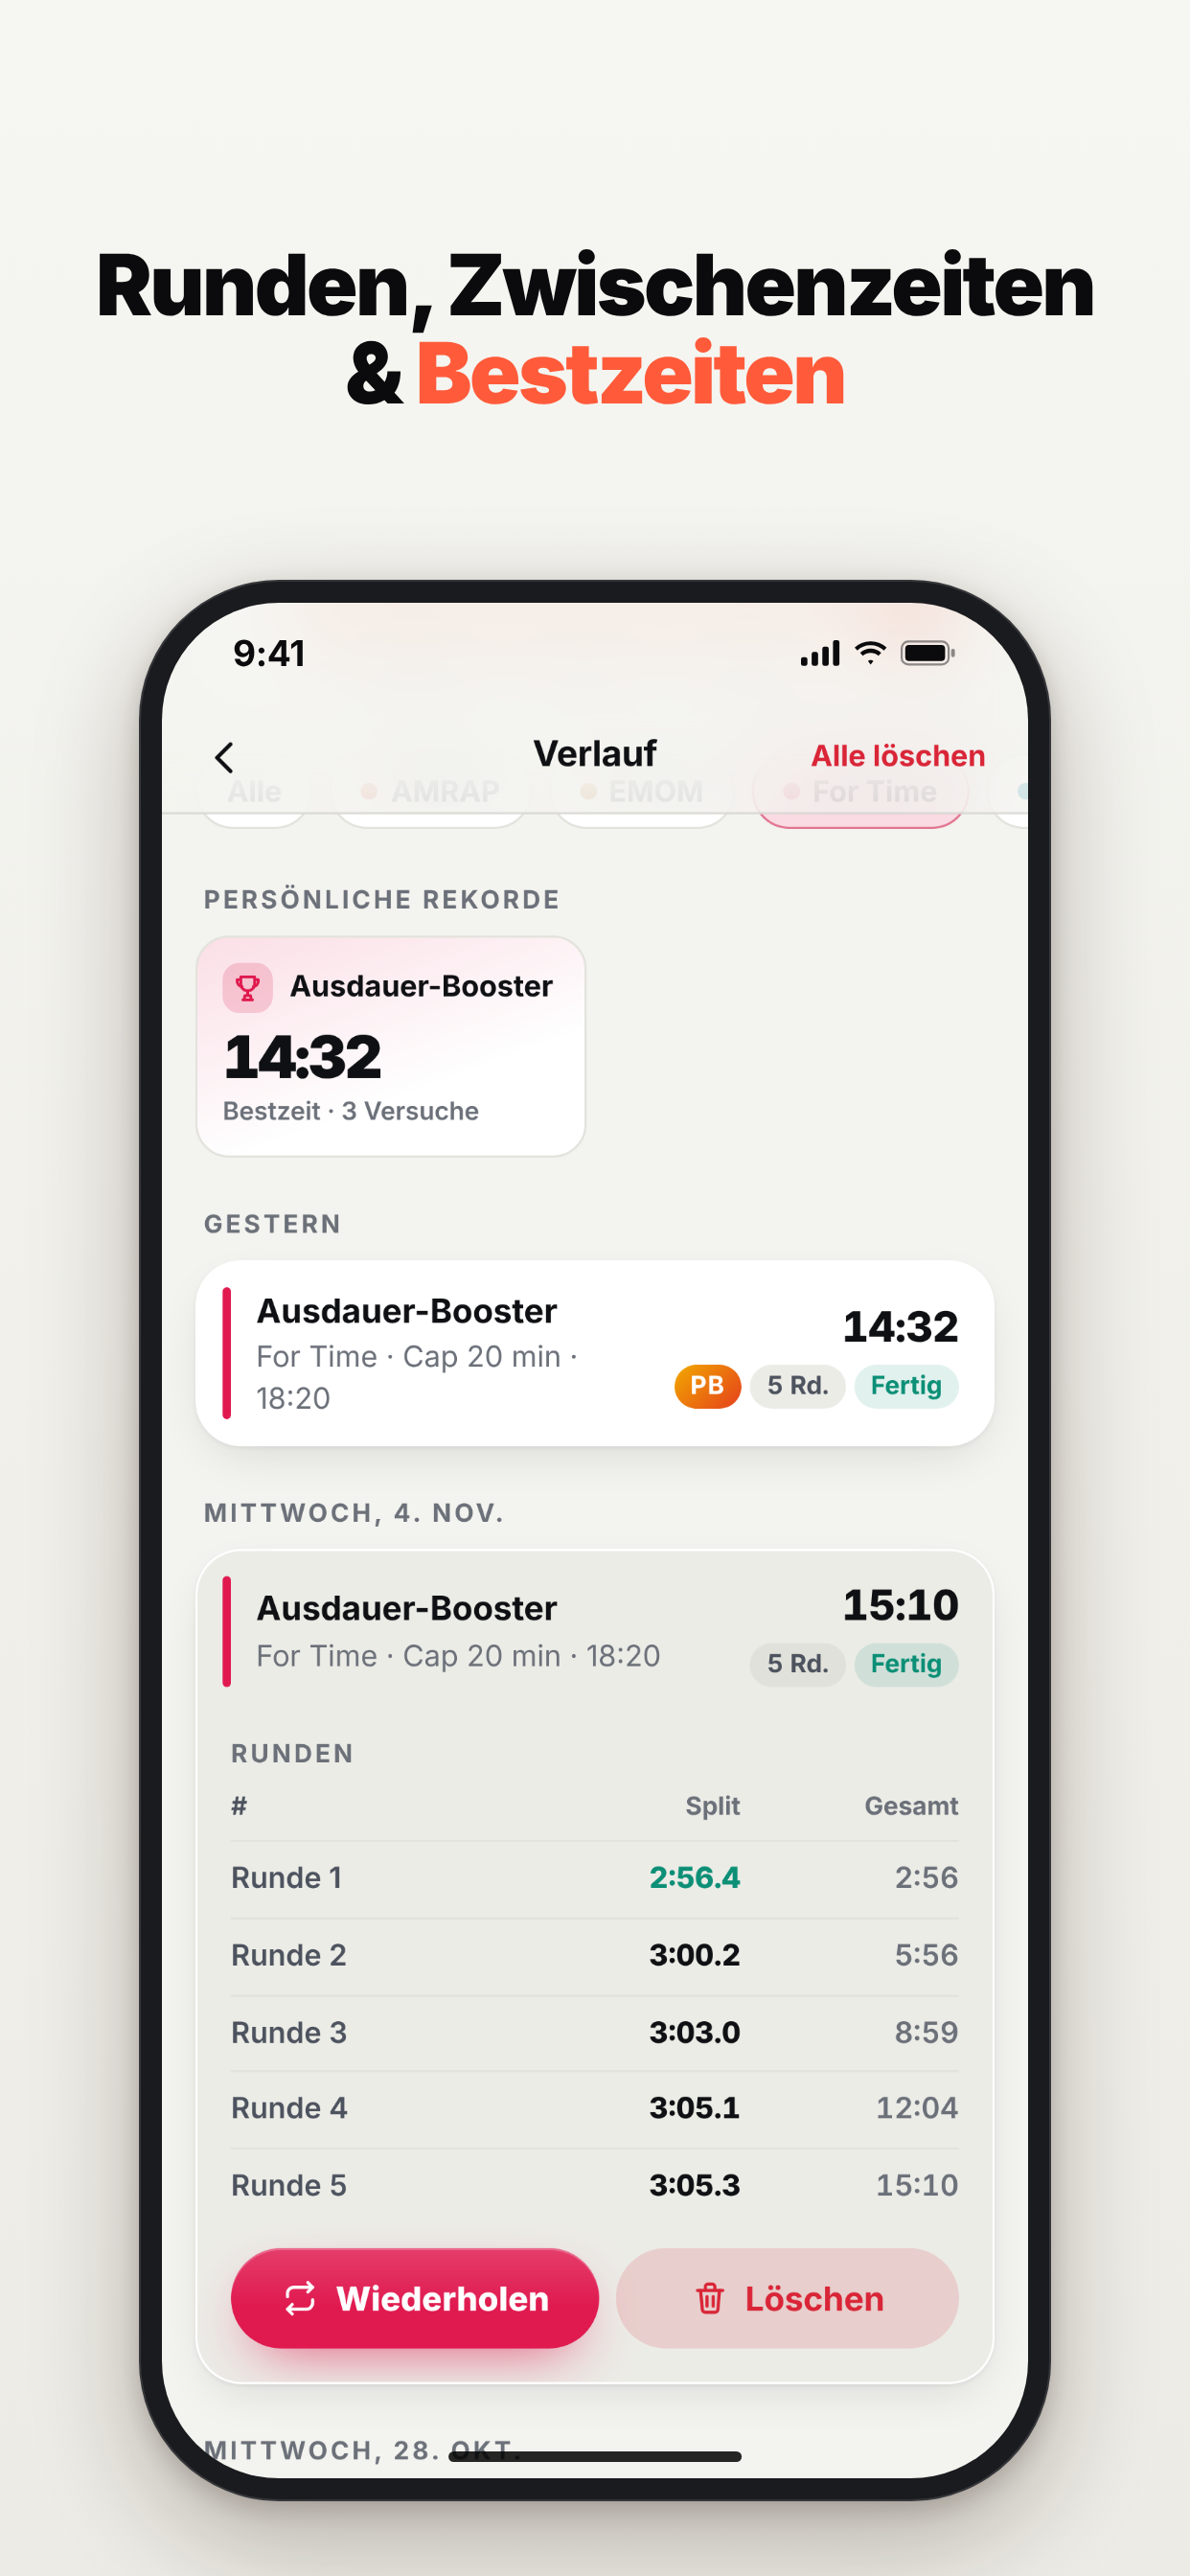 Runden, Zwischenzeiten
& Bestzeiten
9:41
Verlauf
Alle löschen
Alle
AMRAP
EMOM
For Time
PERSÖNLICHE REKORDE
Ausdauer-Booster
14:32
Bestzeit · 3 Versuche
GESTERN
Ausdauer-Booster
For Time · Cap 20 min ·
18:20
14:32
PB
5 Rd.
Fertig
MITTWOCH, 4. NOV.
Ausdauer-Booster
For Time · Cap 20 min · 18:20
15:10
5 Rd.
Fertig
RUNDEN
# Split Gesamt
Runde 1 2:56.4 2:56
Runde 2 3:00.2 5:56
Runde 3 3:03.0 8:59
Runde 4 3:05.1 12:04
Runde 5 3:05.3 15:10
Wiederholen
Löschen
MITTWOCH, 28. OKT.